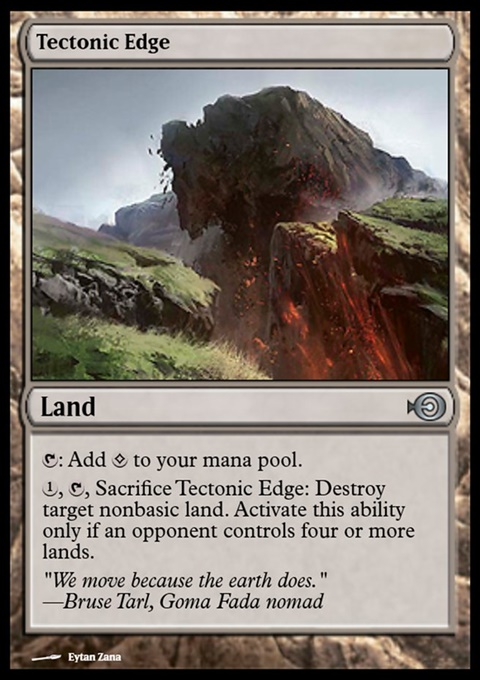 Tectonic Edge
Land
: Add to your mana pool.
1, , Sacrifice Tectonic Edge: Destroy
target nonbasic land. Activate this ability
only if an opponent controls four or more
lands.
"We move because the earth does."
—Bruse Tarl, Goma Fada nomad
Eytan Zana